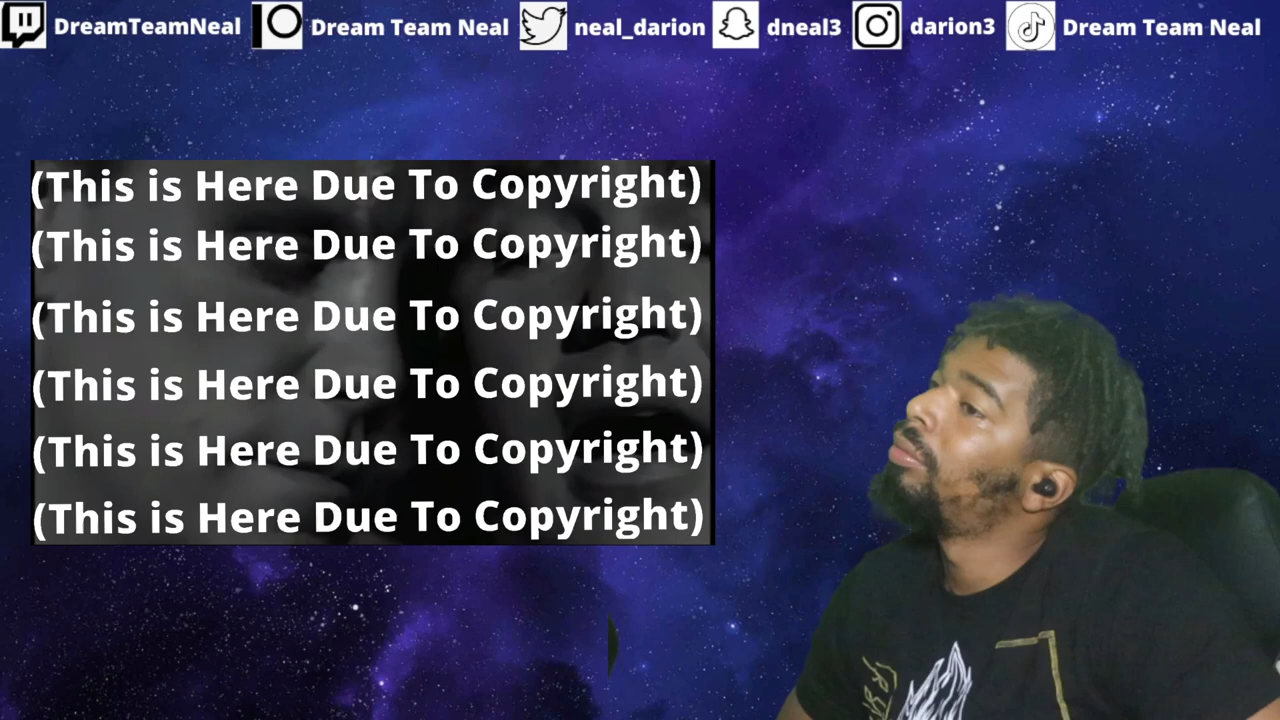 DreamTeamNeal Dream Team Neal neal_darion dneal3 darion3 Dream Team Neal
(This is Here Due To Copyright)
(This is Here Due To Copyright)
(This is Here Due To Copyright)
(This is Here Due To Copyright)
(This is Here Due To Copyright)
(This is Here Due To Copyright)